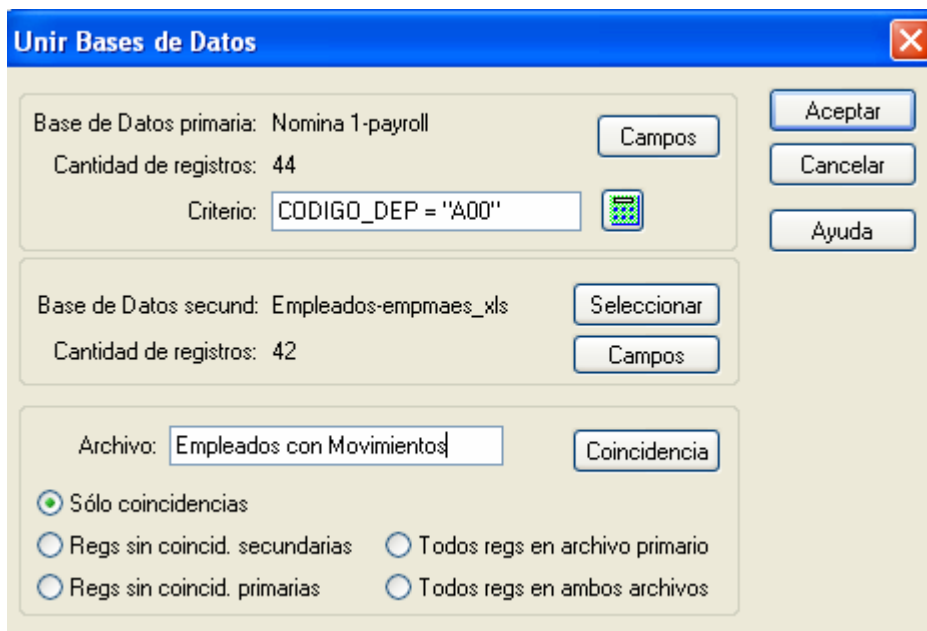 Unir Bases de Datos
Base de Datos primaria: Nomina 1-payroll
Campos
Cantidad de registros: 44
Criterio: CODIGO_DEP = "A00"
Aceptar
Cancelar
Ayuda
Base de Datos secund: Empleados-empmaes_xls
Seleccionar
Cantidad de registros: 42
Campos
Archivo: Empleados con Movimientos
Coincidencia
Sólo coincidencias
Regs sin coincid. secundarias
Todos regs en archivo primario
Regs sin coincid. primarias
Todos regs en ambos archivos